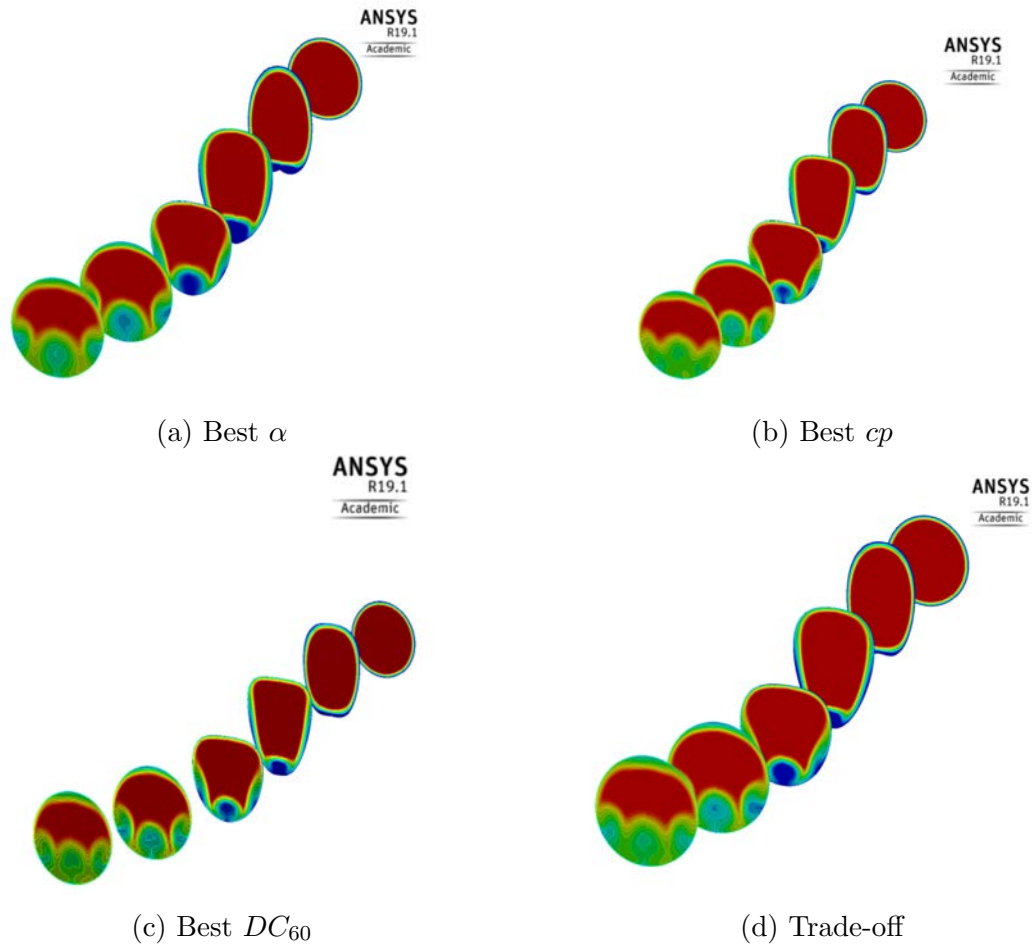 ANSYS
R19.1
Academic
ANSYS
R19.1
Academic
(a) Best α
(b) Best cp
ANSYS
R19.1
Academic
ANSYS
R19.1
Academic
(c) Best DC60
(d) Trade-off